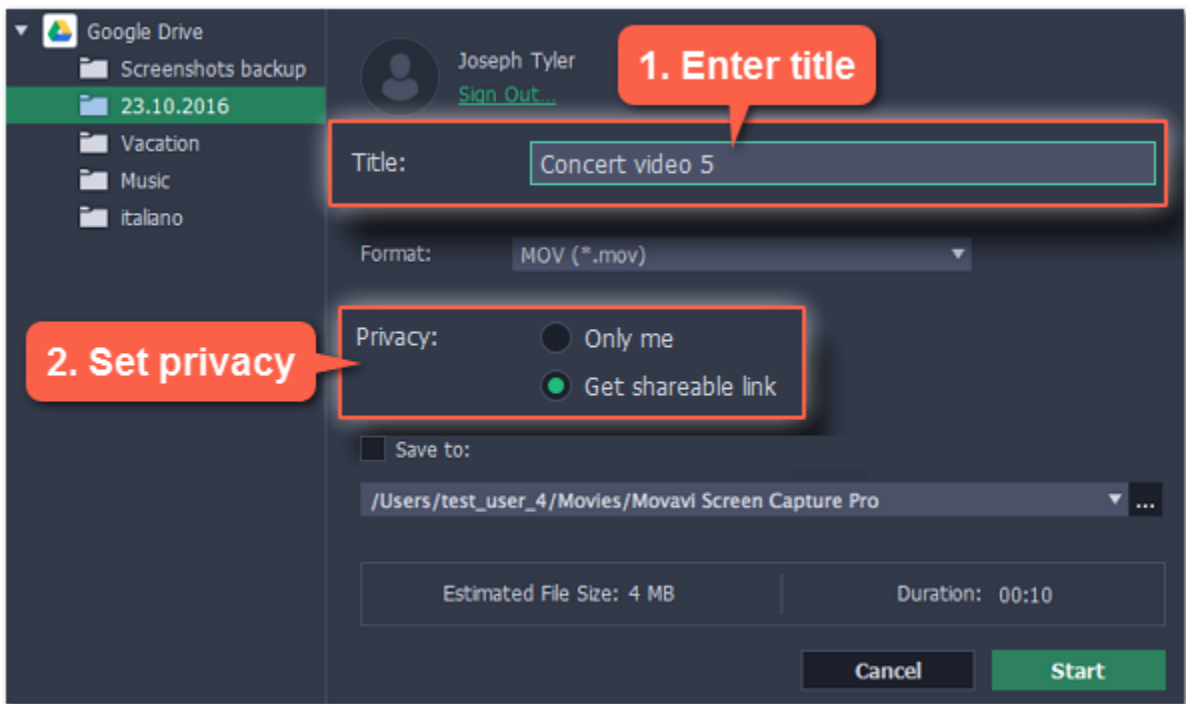 Google Drive
Screenshots backup
23.10.2016
Vacation
Music
italiano
Joseph Tyler
Sign Out...
1. Enter title
Title: Concert video 5
Format: MOV (*.mov)
2. Set privacy
Privacy: Only me
Get shareable link
Save to:
/Users/test_user_4/Movies/Movavi Screen Capture Pro ...
Estimated File Size: 4 MB Duration: 00:10
Cancel Start